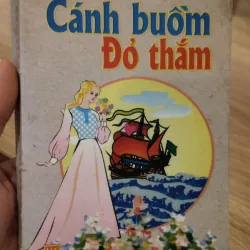 Cánh buồm
Đỏ thắm